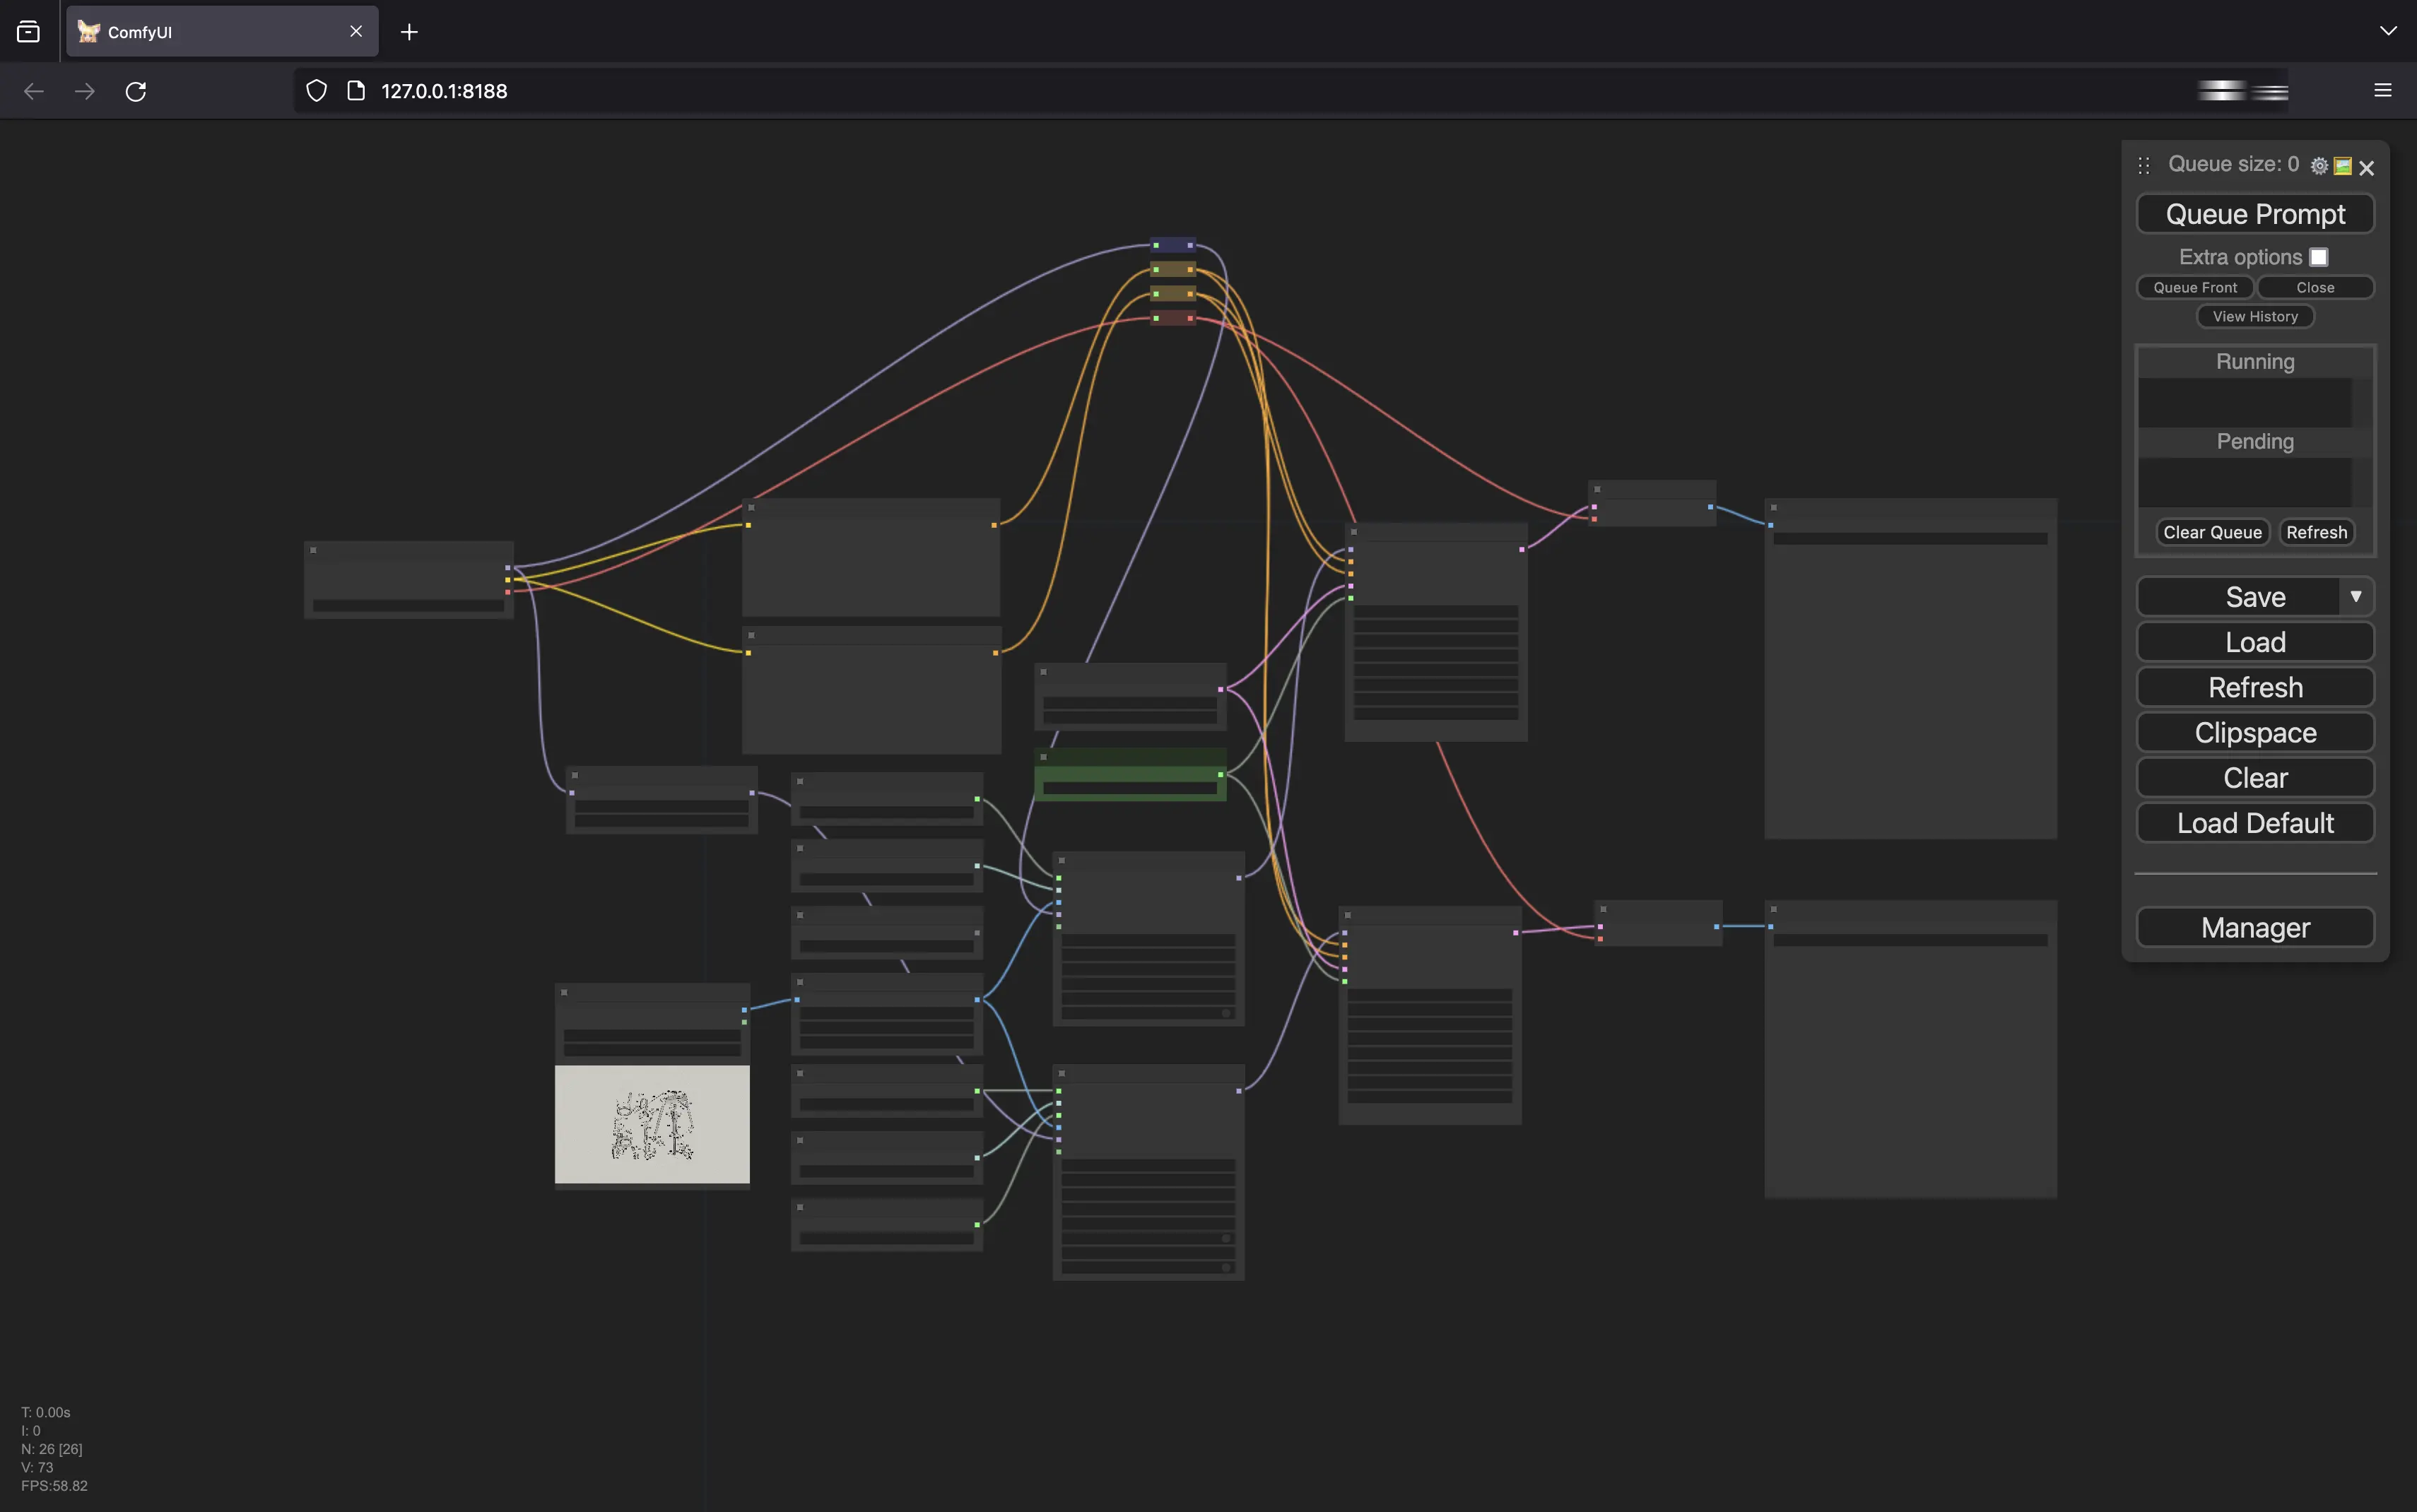 ComfyUI
127.0.0.1:8188
Queue size: 0
Queue Prompt
Extra options
Queue Front
Close
View History
Running
Pending
Clear Queue
Refresh
Save
Load
Refresh
Clipspace
Clear
Load Default
Manager
T: 0.00s
I: 0
N: 26 [26]
V: 73
FPS:58.82